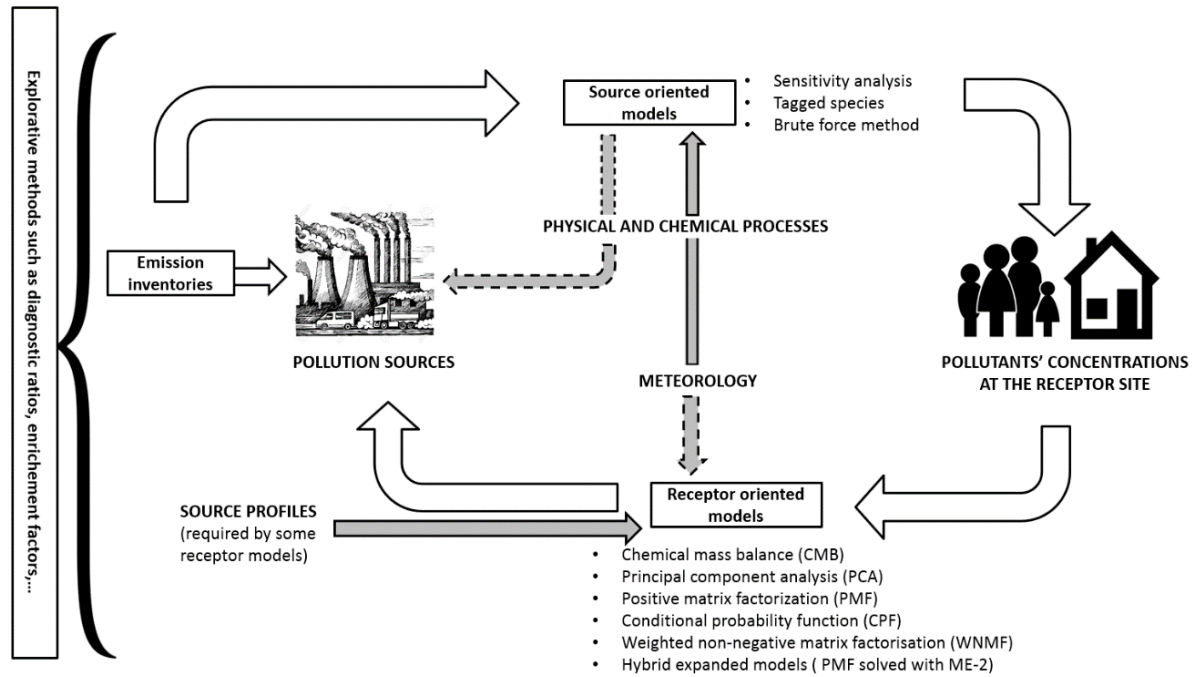 Explorative methods such as diagnostic ratios, enrichement factors,...
Source oriented
models
• Sensitivity analysis
• Tagged species
• Brute force method
PHYSICAL AND CHEMICAL PROCESSES
Emission
inventories
POLLUTION SOURCES
METEOROLOGY
POLLUTANTS’ CONCENTRATIONS
AT THE RECEPTOR SITE
SOURCE PROFILES
(required by some
receptor models)
Receptor oriented
models
• Chemical mass balance (CMB)
• Principal component analysis (PCA)
• Positive matrix factorization (PMF)
• Conditional probability function (CPF)
• Weighted non-negative matrix factorisation (WNMF)
• Hybrid expanded models ( PMF solved with ME-2)